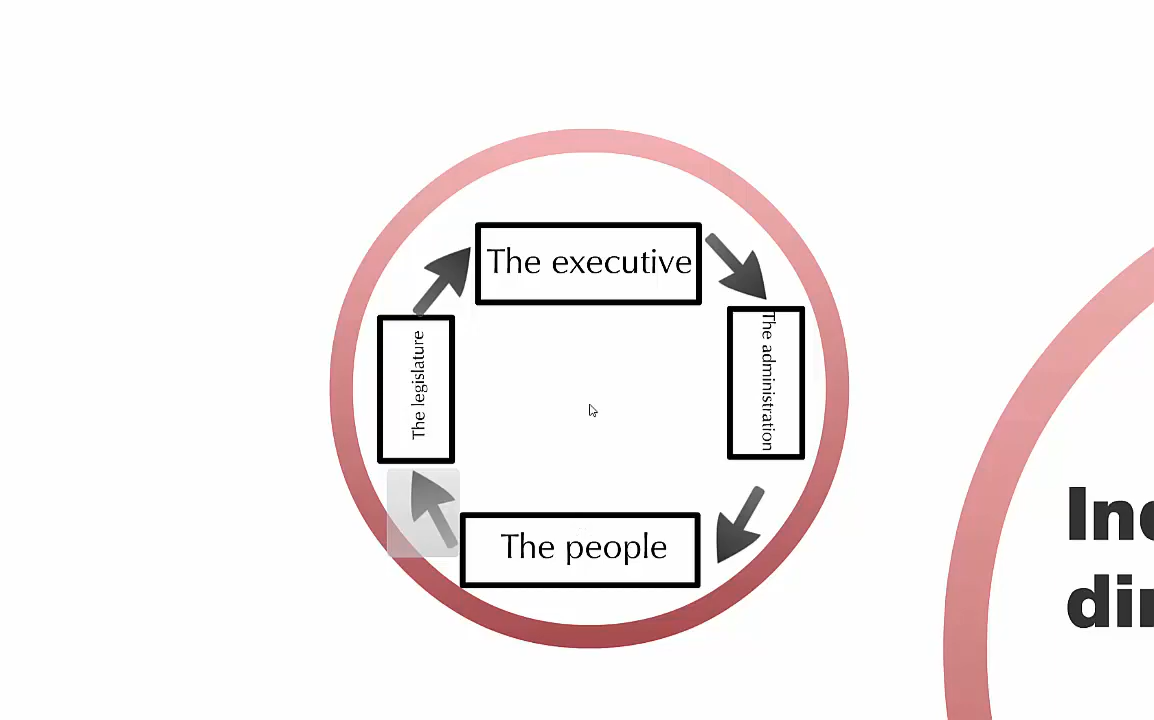 The executive
The administration
The legislature
The people